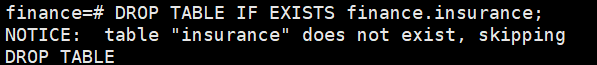 finance=# DROP TABLE IF EXISTS finance.insurance;
NOTICE:  table "insurance" does not exist, skipping
DROP TABLE